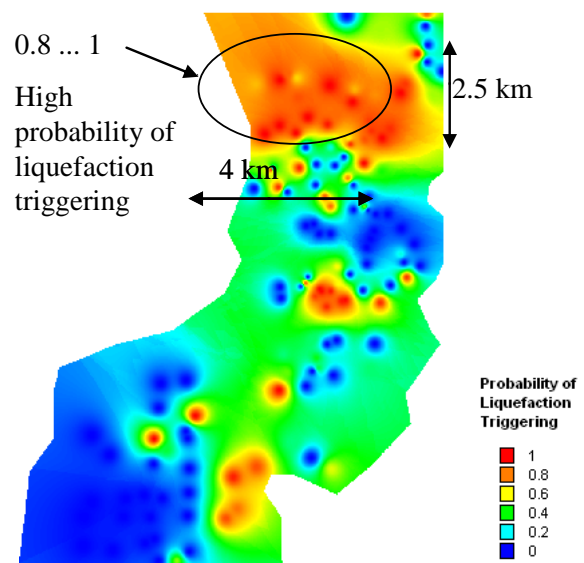 0.8 ... 1
High
probability of
liquefaction
triggering
2.5 km
4 km
Probability of
Liquefaction
Triggering
1
0.8
0.6
0.4
0.2
0